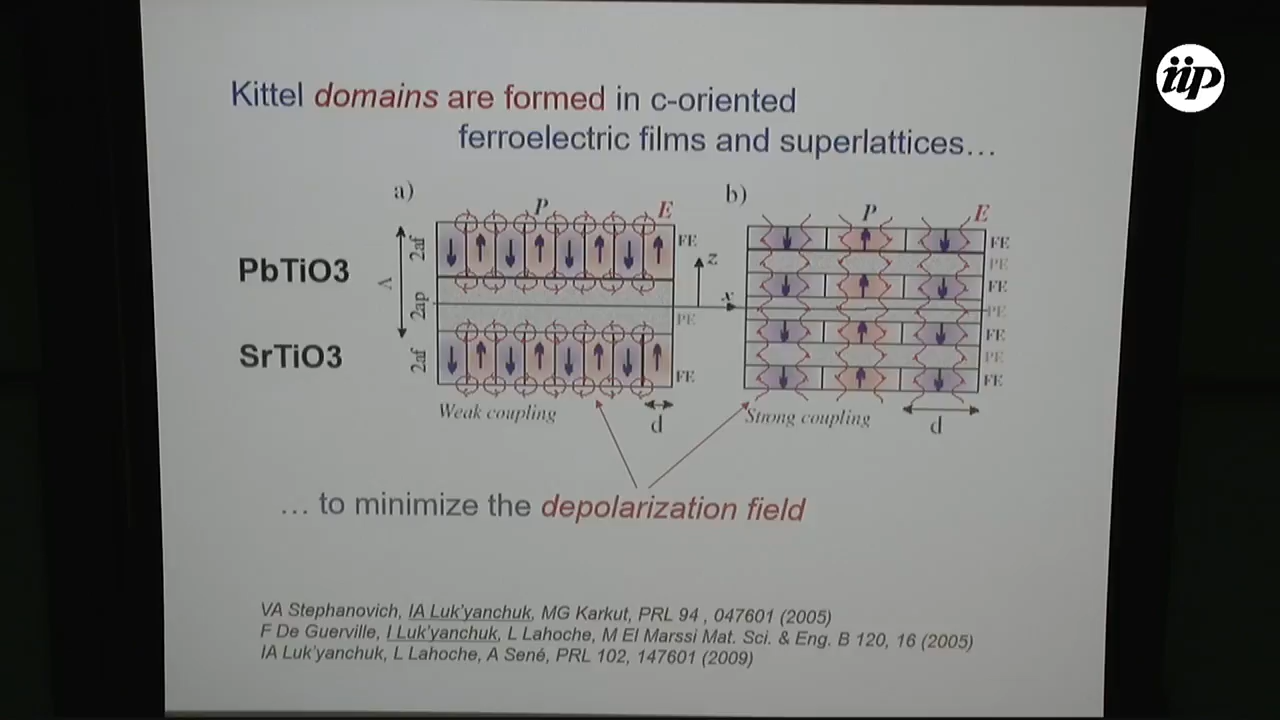 iip
Kittel domains are formed in c-oriented
ferroelectric films and superlattices…
a)
P
E
b)
P
E
PbTiO3
SrTiO3
Λ
2af
2ap
2af
FE
PE
FE
z
x
FE
PE
FE
PE
FE
PE
FE
Weak coupling
d
Strong coupling
d
… to minimize the depolarization field
VA Stephanovich, IA Luk'yanchuk, MG Karkut, PRL 94 , 047601 (2005)
F De Guerville, I Luk'yanchuk, L Lahoche, M El Marssi Mat. Sci. & Eng. B 120, 16 (2005)
IA Luk'yanchuk, L Lahoche, A Sené, PRL 102, 147601 (2009)